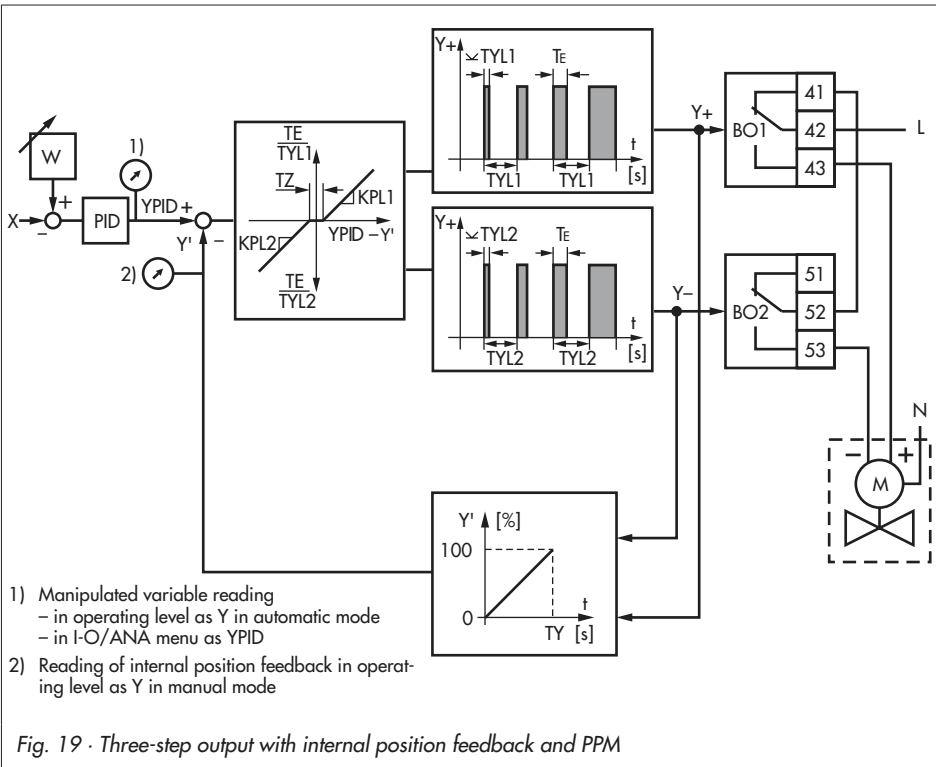 Y+
⋉ TYL1
TE
t
[s]
TYL1
TYL1
W
1)
+
X
–
PID
YPID +
Y'
–
2)
TE
TYL1
TZ
KPL1
KPL2
YPID – Y'
TE
TYL2
Y+
⋉ TYL2
TE
t
[s]
TYL2
TYL2
Y+
BO1
41
42
43
L
Y–
BO2
51
52
53
N
–
+
M
Y' [%]
100
0
t
TY [s]
1) Manipulated variable reading
– in operating level as Y in automatic mode
– in I-O/ANA menu as YPID
2) Reading of internal position feedback in operat-
ing level as Y in manual mode
Fig. 19 · Three-step output with internal position feedback and PPM